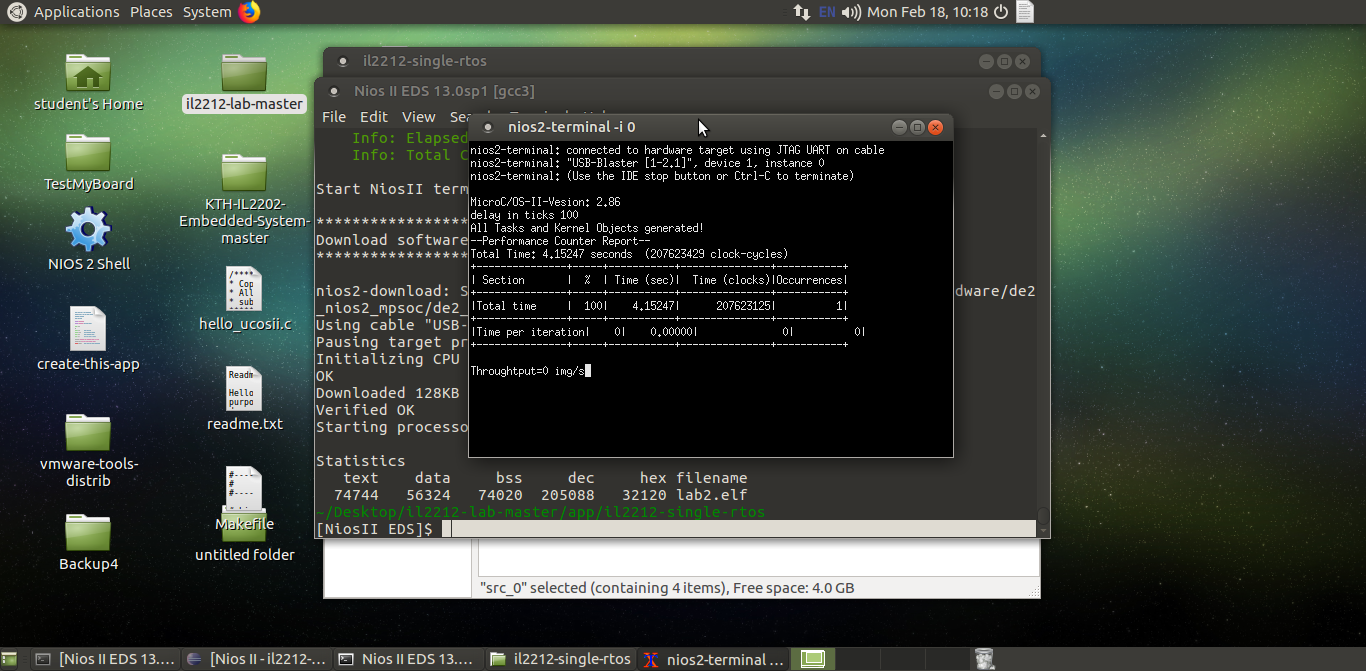 Applications Places System
EN Mon Feb 18, 10:18
student's Home
il2212-lab-master
TestMyBoard
KTH-IL2202-
Embedded-System-
master
NIOS 2 Shell
/****
* Cop
* All
* sub
hello_ucosii.c
create-this-app
Readm
Hello
purpo
readme.txt
vmware-tools-
distrib
#----
#
#----
Makefile
untitled folder
Backup4
il2212-single-rtos
Nios II EDS 13.0sp1 [gcc3]
File Edit View Sea
Info: Elapsed
Info: Total C
Start NiosII term
******************
Download software
******************
nios2-download: S
dware/de2
_nios2_mpsoc/de2_
Using cable "USB-
Pausing target pr
Initializing CPU
OK
Downloaded 128KB
Verified OK
Starting processo
Statistics
text data bss dec hex filename
74744 56324 74020 205088 32120 lab2.elf
~/Desktop/il2212-lab-master/app/il2212-single-rtos
[NiosII EDS]$
nios2-terminal -i 0
nios2-terminal: connected to hardware target using JTAG UART on cable
nios2-terminal: "USB-Blaster [1-2.1]", device 1, instance 0
nios2-terminal: (Use the IDE stop button or Ctrl-C to terminate)
MicroC/OS-II-Vesion: 2.86
delay in ticks 100
All Tasks and Kernel Objects generated!
--Performance Counter Report--
Total Time: 4.15247 seconds (207623429 clock-cycles)
+---------------+-----+-----------+---------------+-----------+
| Section | % | Time (sec)| Time (clocks)|Occurrences|
+---------------+-----+-----------+---------------+-----------+
|Total time | 100| 4.15247| 207623125| 1|
+---------------+-----+-----------+---------------+-----------+
|Time per iteration| 0| 0.00000| 0| 0|
+---------------+-----+-----------+---------------+-----------+
Throughtput=0 img/s
"src_0" selected (containing 4 items), Free space: 4.0 GB
[Nios II EDS 13.... [Nios II - il2212-... Nios II EDS 13.... il2212-single-rtos nios2-terminal ...